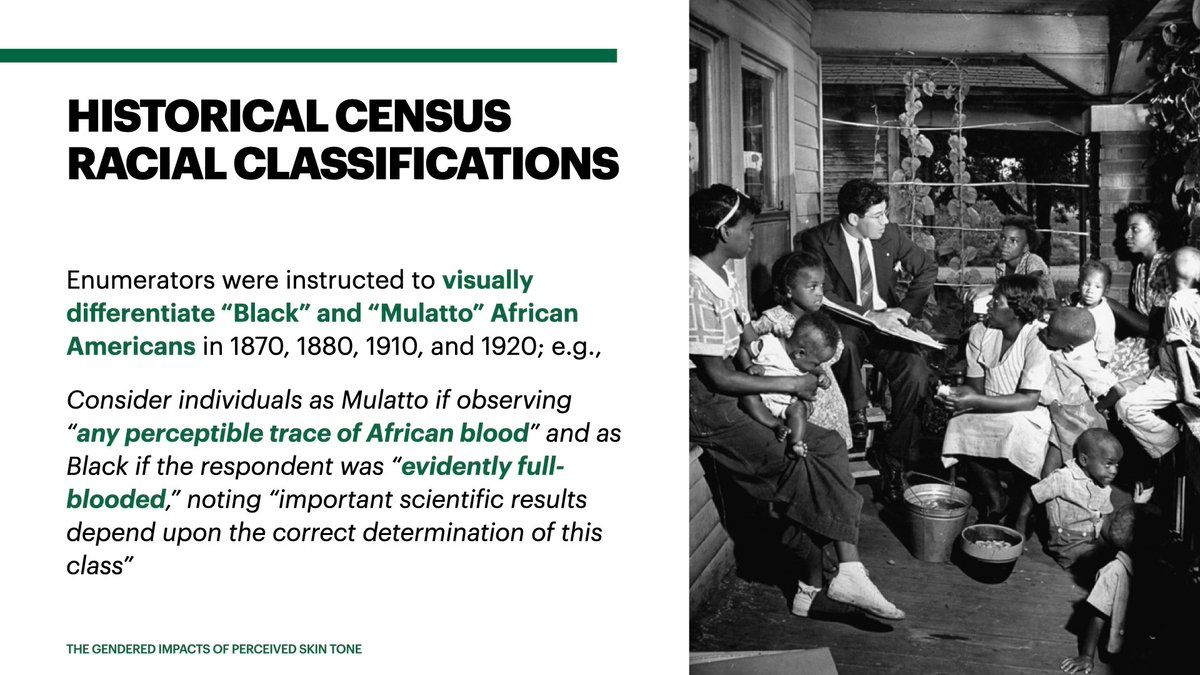 HISTORICAL CENSUS
RACIAL CLASSIFICATIONS
Enumerators were instructed to visually
differentiate “Black” and “Mulatto” African
Americans in 1870, 1880, 1910, and 1920; e.g.,
Consider individuals as Mulatto if observing
“any perceptible trace of African blood” and as
Black if the respondent was “evidently full-
blooded,” noting “important scientific results
depend upon the correct determination of this
class”
THE GENDERED IMPACTS OF PERCEIVED SKIN TONE